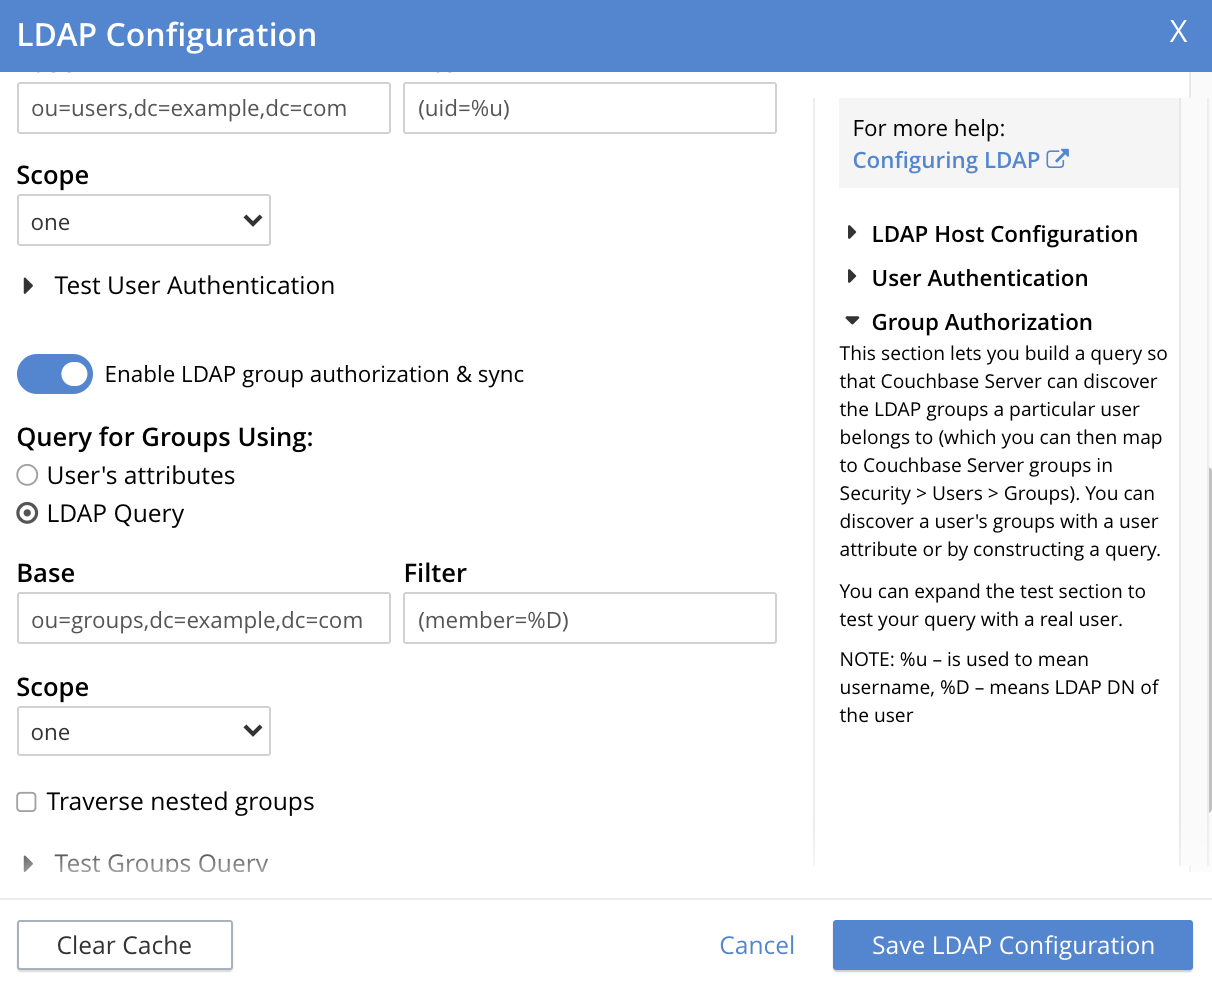 LDAP Configuration
X
ou=users,dc=example,dc=com
(uid=%u)
Scope
one
Test User Authentication
Enable LDAP group authorization & sync
Query for Groups Using:
User's attributes
LDAP Query
Base
Filter
ou=groups,dc=example,dc=com
(member=%D)
Scope
one
Traverse nested groups
Test Groups Query
For more help:
Configuring LDAP
LDAP Host Configuration
User Authentication
Group Authorization
This section lets you build a query so
that Couchbase Server can discover
the LDAP groups a particular user
belongs to (which you can then map
to Couchbase Server groups in
Security > Users > Groups). You can
discover a user's groups with a user
attribute or by constructing a query.
You can expand the test section to
test your query with a real user.
NOTE: %u – is used to mean
username, %D – means LDAP DN of
the user
Clear Cache
Cancel
Save LDAP Configuration